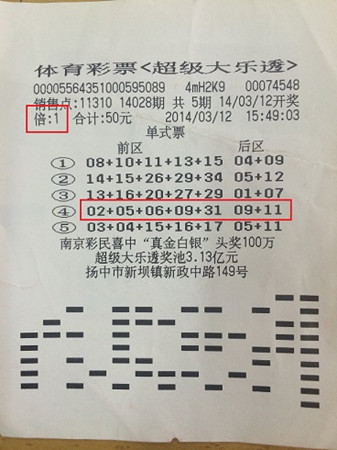 体育彩票<超级大乐透>
00005564351000595089 4mH2K9 00074548
销售点:11310 14028期 共 5期 14/03/12开奖
倍:1 合计:50元 2014/03/12 15:49:03
单式票
前区 后区
① 08+10+11+13+15 04+09
② 14+15+26+29+34 05+12
③ 13+16+20+27+29 01+07
④ 02+05+06+09+31 09+11
⑤ 03+04+15+16+17 05+11
南京彩民喜中“真金白银”头奖100万
超级大乐透奖池3.13亿元
扬中市新坝镇新政中路149号